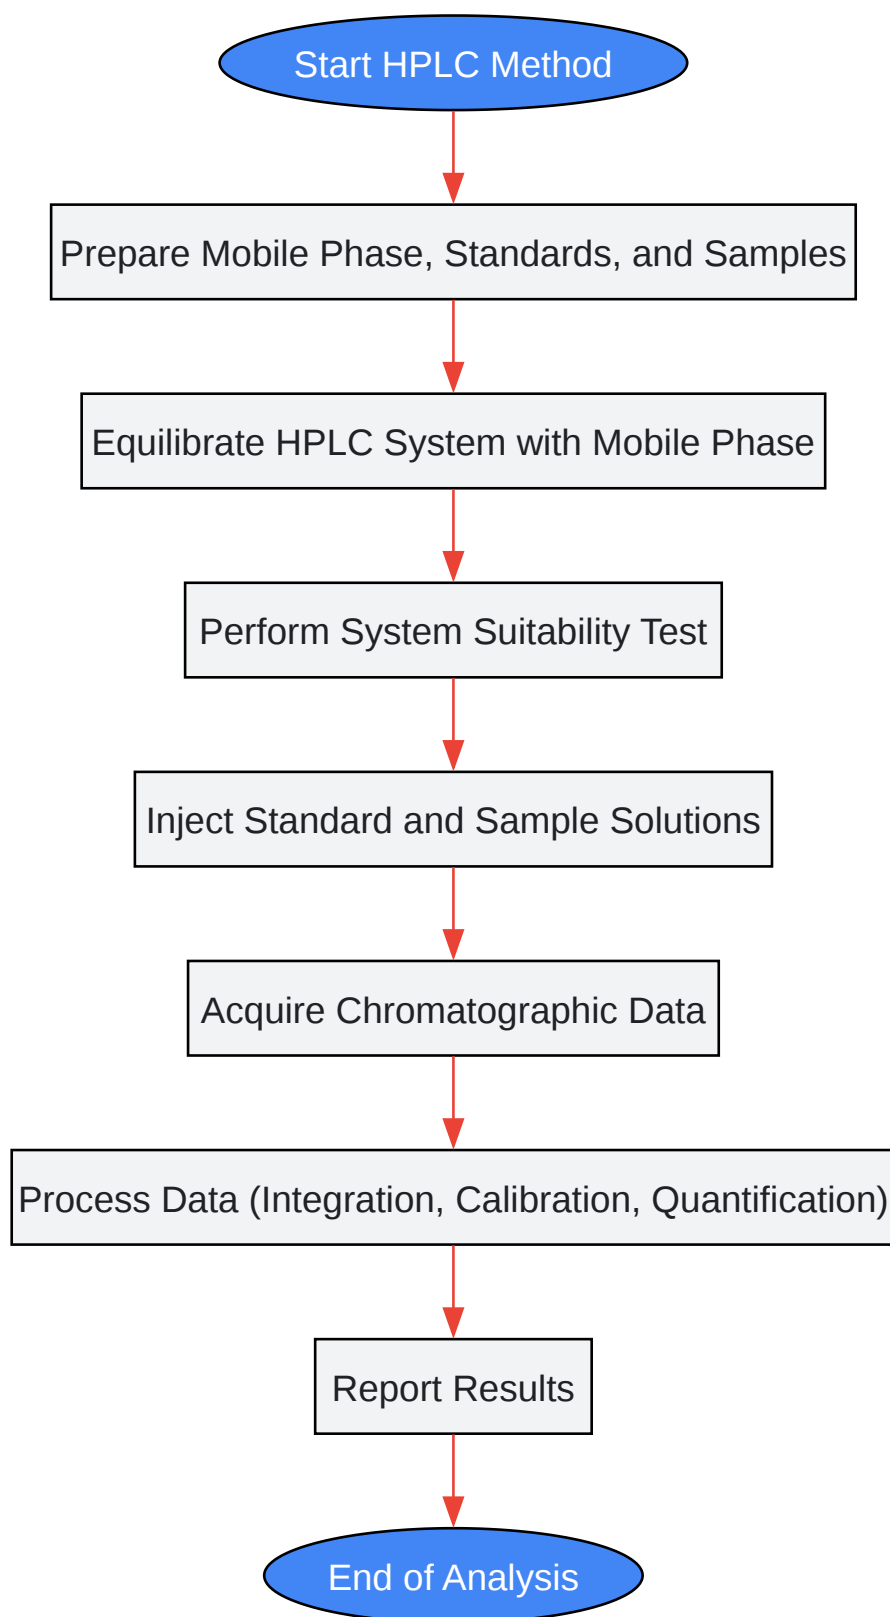 Start HPLC Method
Prepare Mobile Phase, Standards, and Samples
Equilibrate HPLC System with Mobile Phase
Perform System Suitability Test
Inject Standard and Sample Solutions
Acquire Chromatographic Data
Process Data (Integration, Calibration, Quantification)
Report Results
End of Analysis